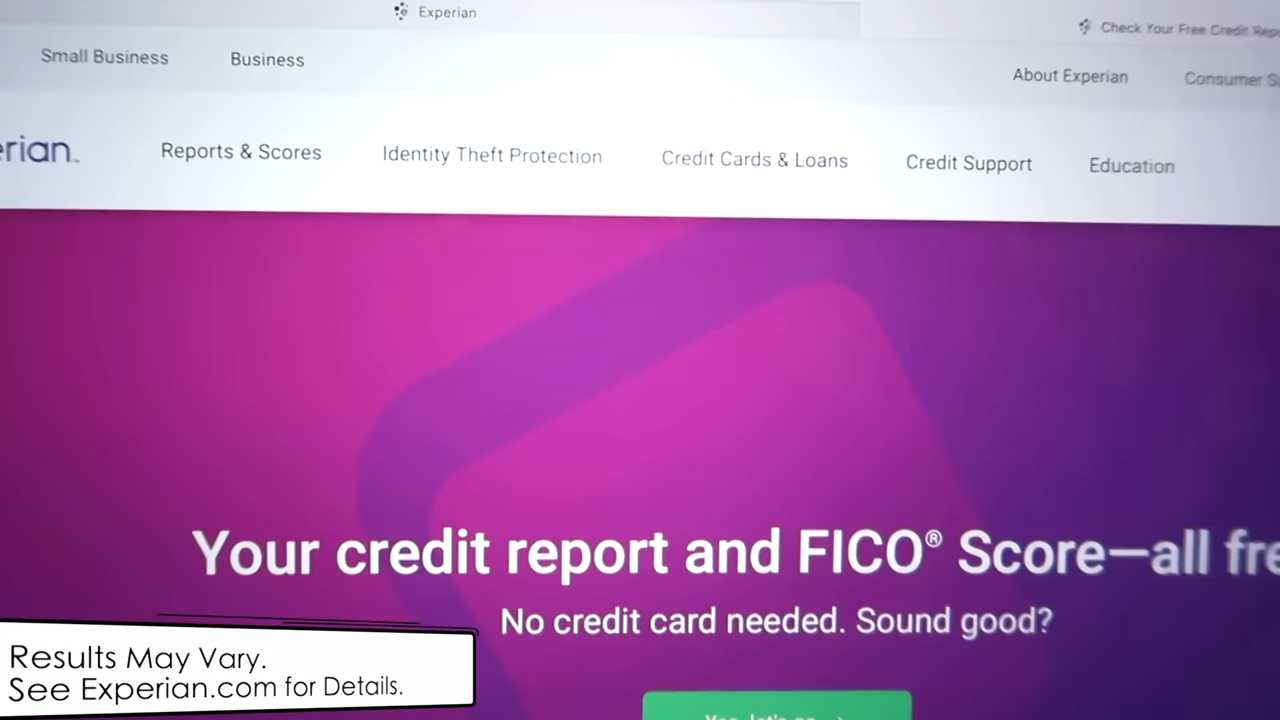 Experian
Check Your Free Credit
Small Business Business
About Experian Consumer
rian
Reports & Scores Identity Theft Protection Credit Cards & Loans Credit Support Education
Your credit report and FICO® Score—all fre
No credit card needed. Sound good?
Results May Vary.
See Experian.com for Details.